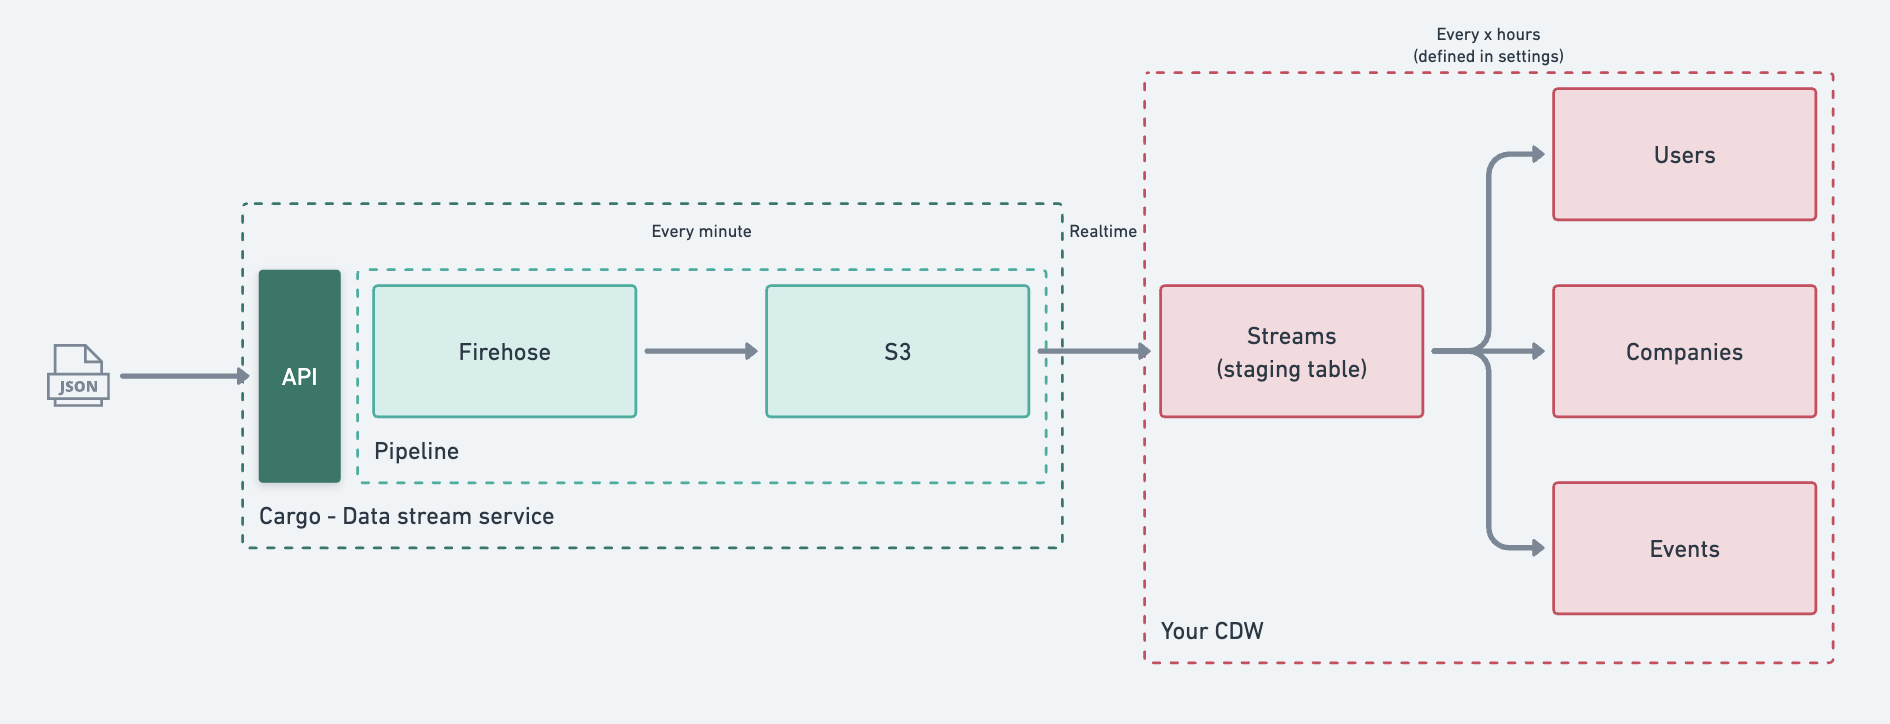 Every x hours
(defined in settings)
Users
Every minute
Realtime
JSON
API
Firehose
S3
Streams
(staging table)
Companies
Pipeline
Cargo - Data stream service
Events
Your CDW